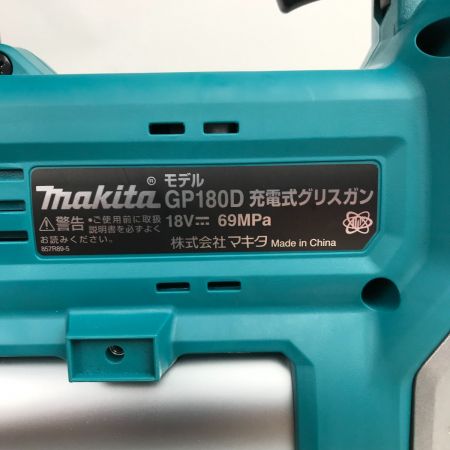 makita® モデル GP180D 充電式グリスガン
⚠警告 •ご使用前に取扱説明書を必ずよくお読みください。
18V⎓ 69MPa
857R89-5
株式会社 マキタ Made in China